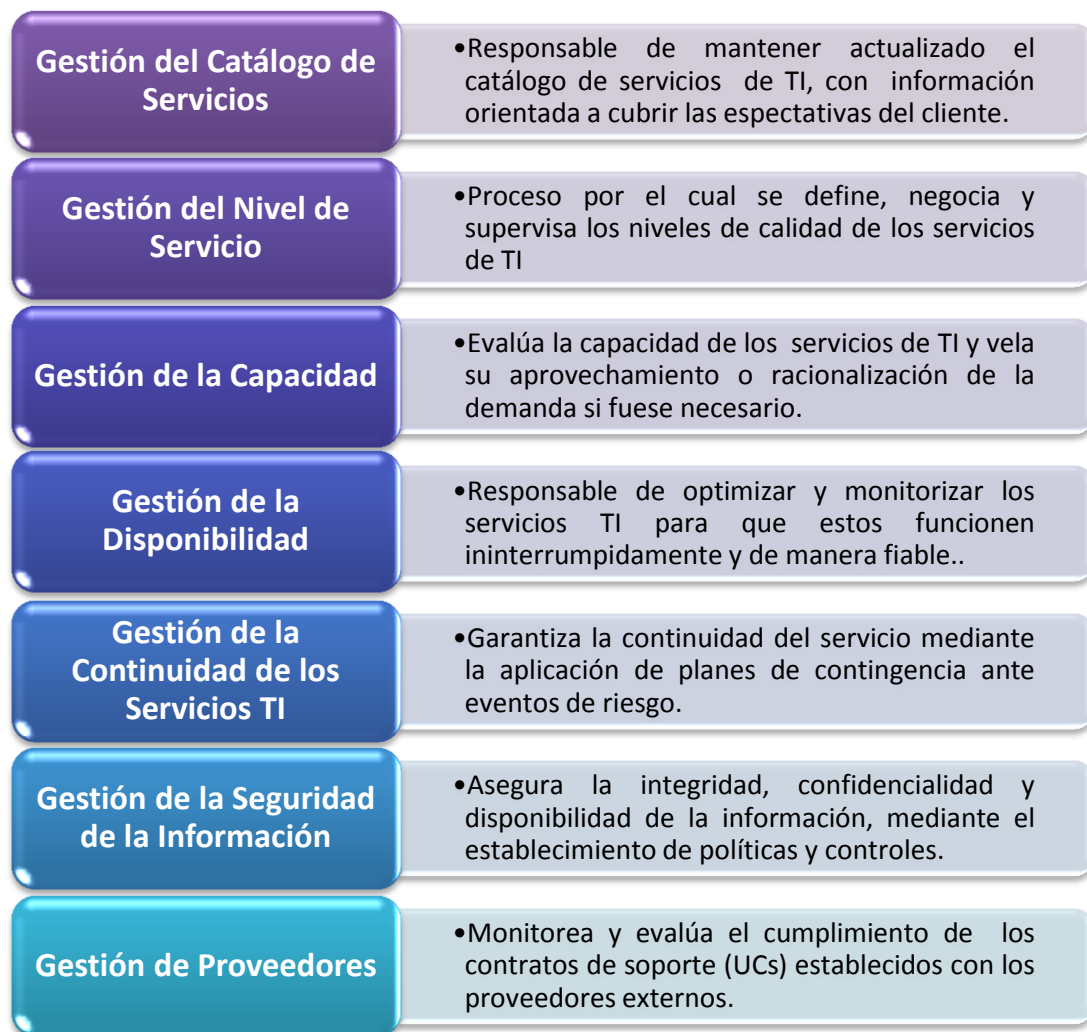 Gestión del Catálogo de
Servicios
•Responsable de mantener actualizado el
catálogo de servicios de TI, con información
orientada a cubrir las espectativas del cliente.
Gestión del Nivel de
Servicio
•Proceso por el cual se define, negocia y
supervisa los niveles de calidad de los servicios
de TI
Gestión de la Capacidad
•Evalúa la capacidad de los servicios de TI y vela
su aprovechamiento o racionalización de la
demanda si fuese necesario.
Gestión de la
Disponibilidad
•Responsable de optimizar y monitorizar los
servicios TI para que estos funcionen
ininterrumpidamente y de manera fiable..
Gestión de la
Continuidad de los
Servicios TI
•Garantiza la continuidad del servicio mediante
la aplicación de planes de contingencia ante
eventos de riesgo.
Gestión de la Seguridad
de la Información
•Asegura la integridad, confidencialidad y
disponibilidad de la información, mediante el
establecimiento de políticas y controles.
Gestión de Proveedores
•Monitorea y evalúa el cumplimiento de los
contratos de soporte (UCs) establecidos con los
proveedores externos.